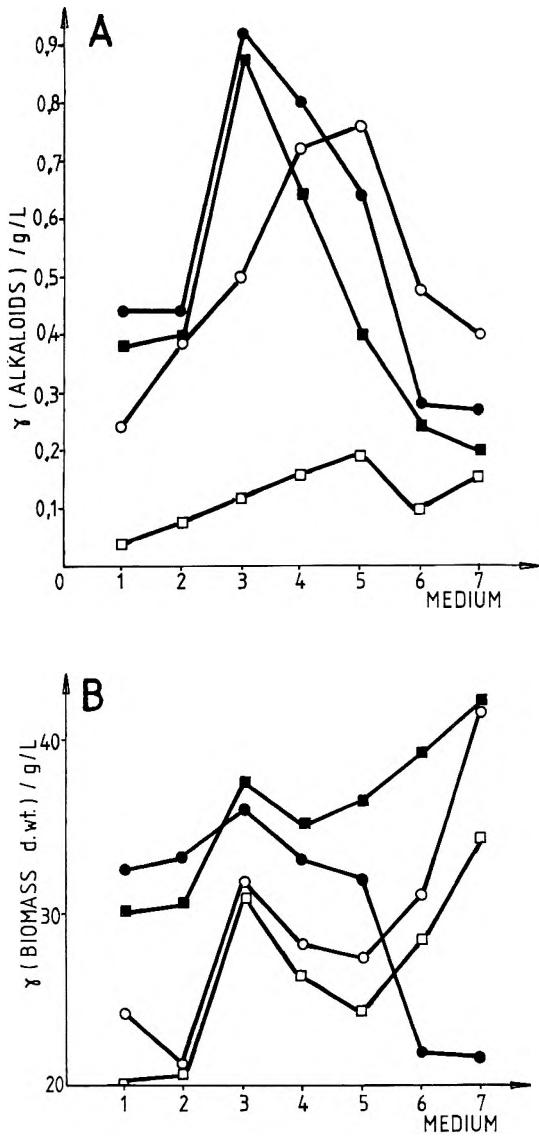 A
0,9
0,8
0,7
0,6
0,5
0,4
0,3
0,2
0,1
0
γ (ALKALOIDS) / g/L
1 2 3 4 5 6 7
MEDIUM
B
40
30
20
γ (BIOMASS d.wt.) / g/L
1 2 3 4 5 6 7
MEDIUM